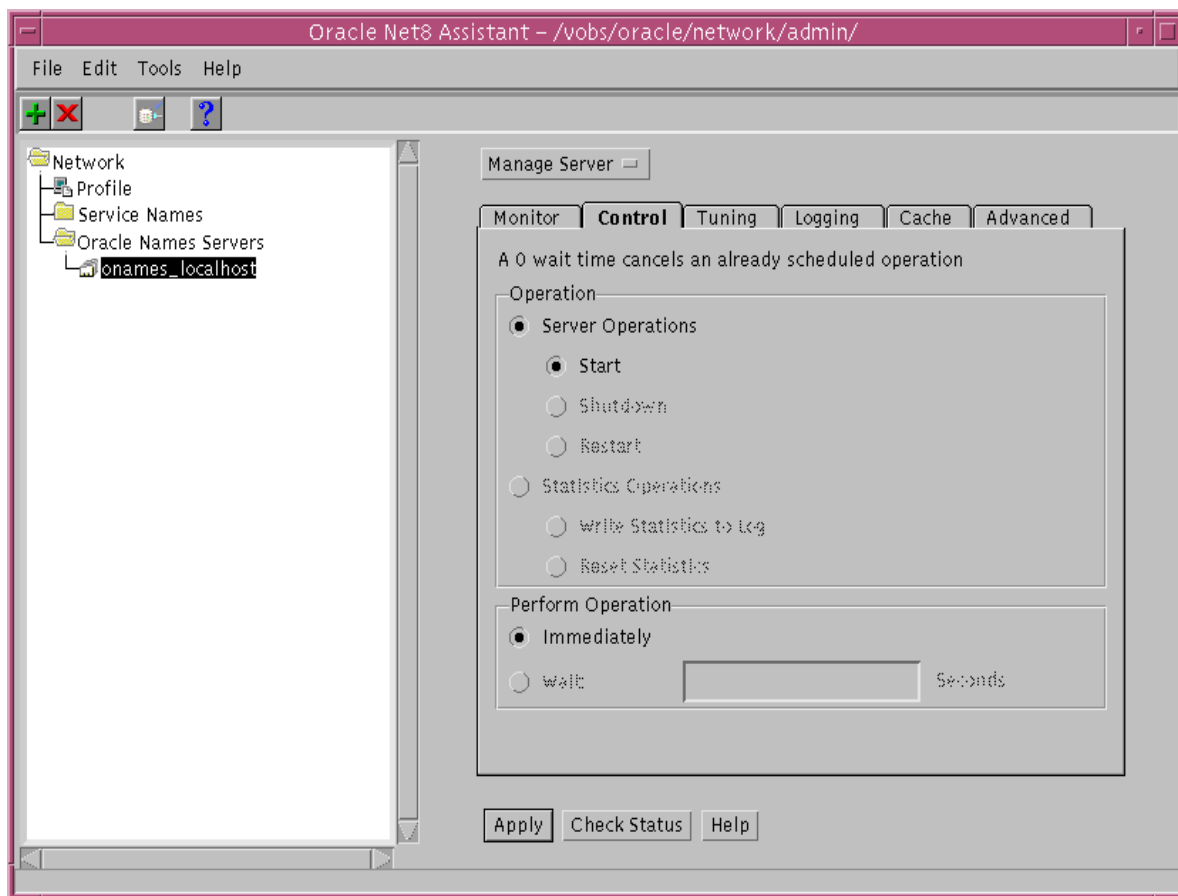 Oracle Net8 Assistant – /vobs/oracle/network/admin/
File Edit Tools Help
Network
Profile
Service Names
Oracle Names Servers
onames_localhost
Manage Server
Monitor Control Tuning Logging Cache Advanced
A 0 wait time cancels an already scheduled operation
Operation
Server Operations
Start
Shutdown
Restart
Statistics Operations
Write Statistics to Log
Reset Statistics
Perform Operation
Immediately
Wait: Seconds
Apply Check Status Help